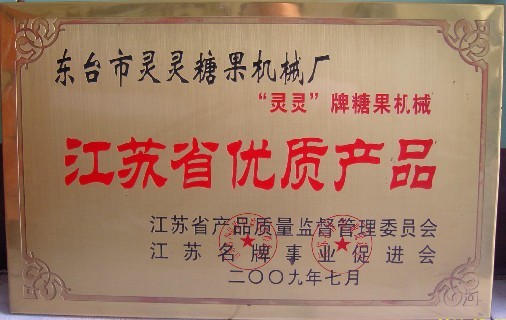 东台市灵灵糖果机械厂
“灵灵”牌糖果机械
江苏省优质产品
江苏省产品质量监督管理委员会
江苏名牌事业促进会
二〇〇九年七月